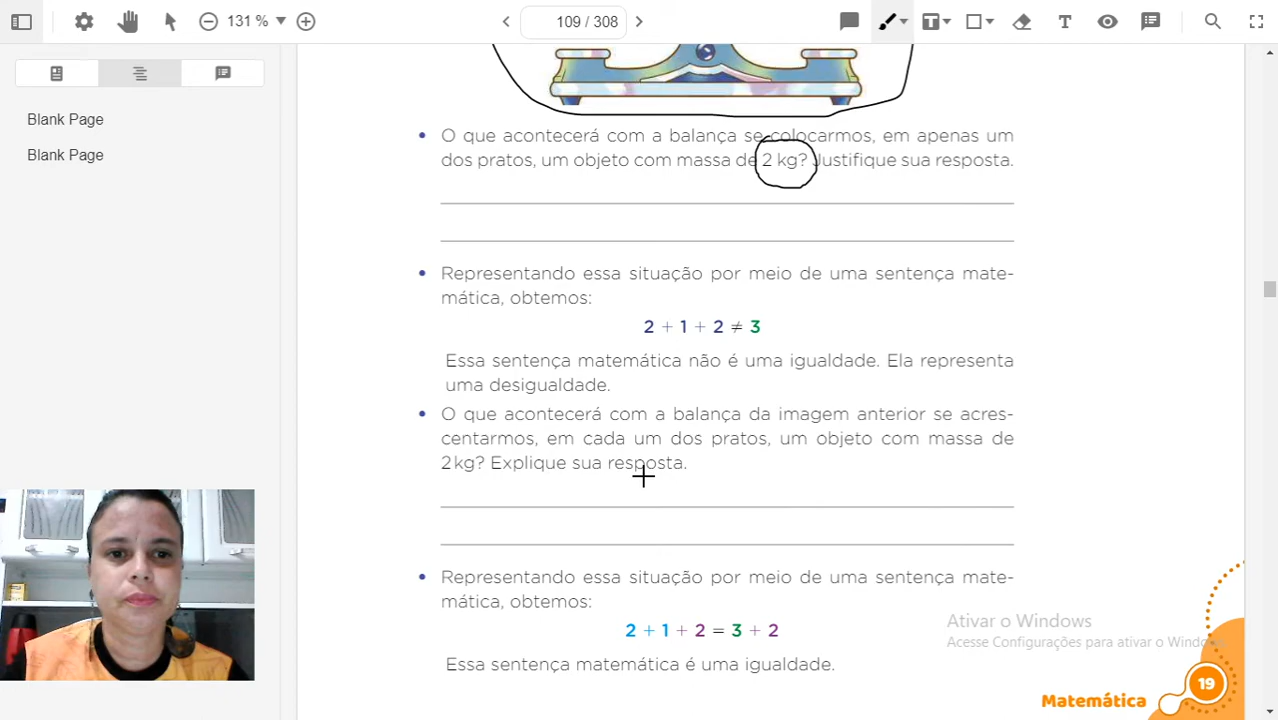 131 %
109 / 308
Blank Page
Blank Page
• O que acontecerá com a balança se colocarmos, em apenas um
dos pratos, um objeto com massa de 2 kg? Justifique sua resposta.
• Representando essa situação por meio de uma sentença mate-
mática, obtemos:
2 + 1 + 2 ≠ 3
Essa sentença matemática não é uma igualdade. Ela representa
uma desigualdade.
• O que acontecerá com a balança da imagem anterior se acres-
centarmos, em cada um dos pratos, um objeto com massa de
2 kg? Explique sua resposta.
• Representando essa situação por meio de uma sentença mate-
mática, obtemos:
2 + 1 + 2 = 3 + 2
Essa sentença matemática é uma igualdade.
Ativar o Windows
Acesse Configurações para ativar o Windows.
Matemática 19